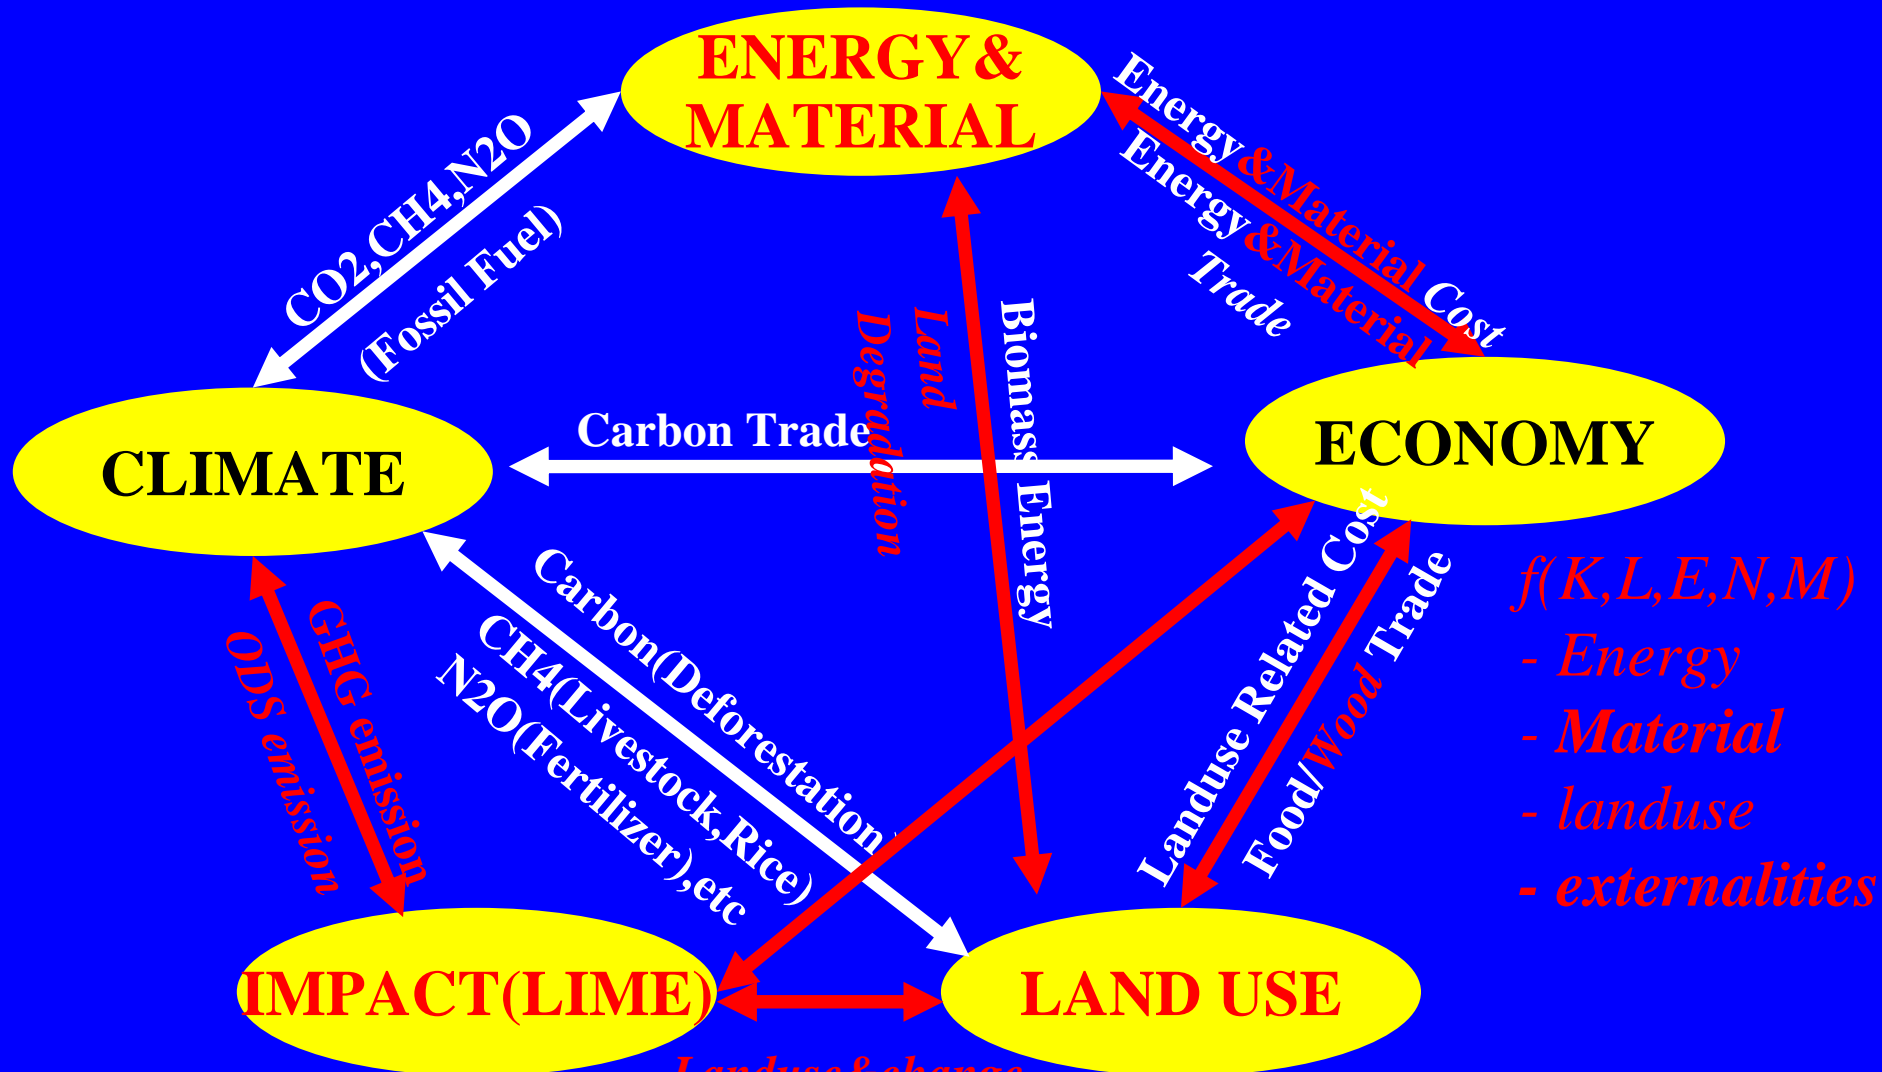 ENERGY&
MATERIAL
Energy&Material Cost
Energy&Material
Trade
CO2,CH4,N2O
(Fossil Fuel)
Land
Degradation
Biomass Energy
Carbon Trade
CLIMATE
ECONOMY
Carbon(Deforestation)
CH4(Livestock,Rice)
N2O(Fertilizer),etc
GHG emission
ODS emission
Landuse Related Cost
Food/Wood Trade
f(K,L,E,N,M)
- Energy
- Material
- landuse
- externalities
IMPACT(LIME)
LAND USE
Landuse&change